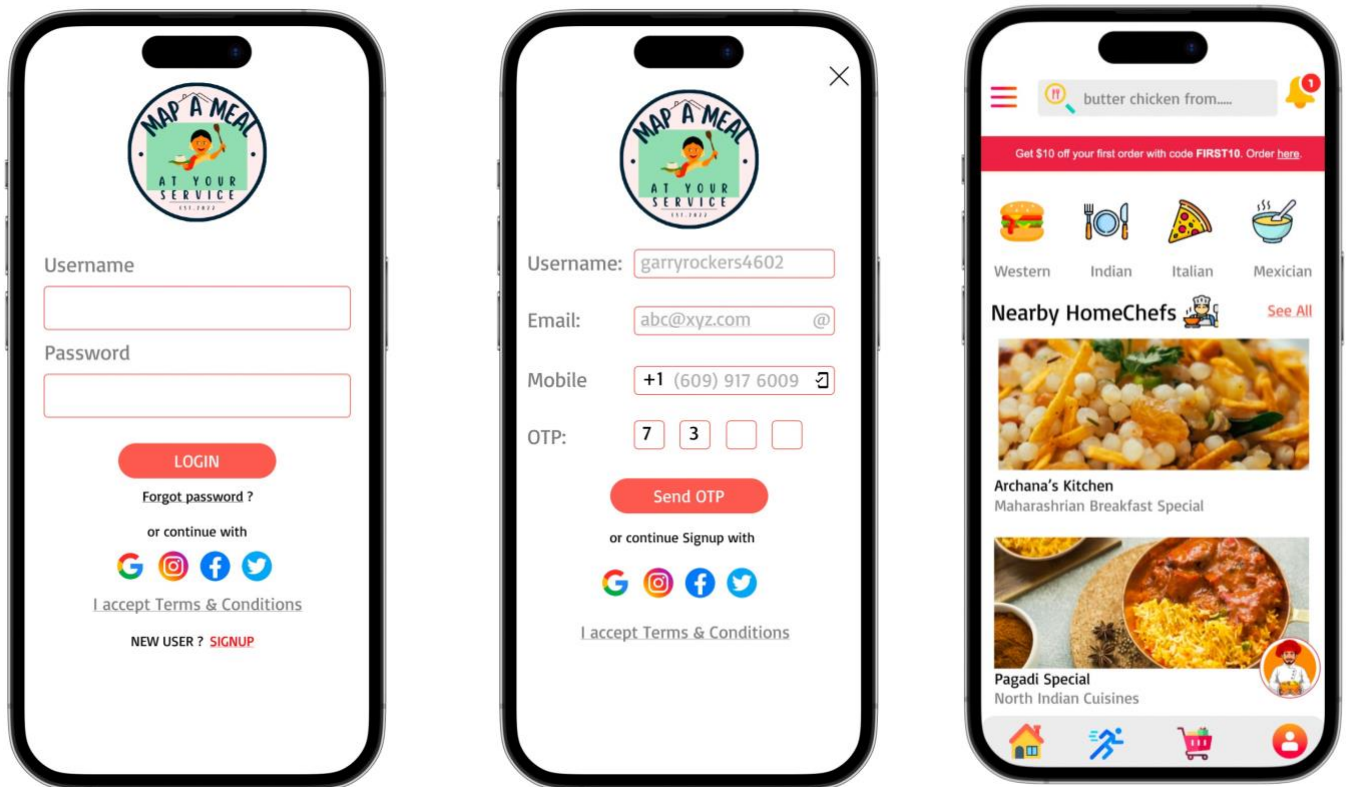 MAP A MEAL
AT YOUR
SERVICE
EST.2022
Username
Password
LOGIN
Forgot password ?
or continue with
I accept Terms & Conditions
NEW USER ? SIGNUP
MAP A MEAL
AT YOUR
SERVICE
EST.2022
Username: garryrockers4602
Email: abc@xyz.com @
Mobile +1 (609) 917 6009
OTP: 7 3
Send OTP
or continue Signup with
I accept Terms & Conditions
butter chicken from.....
1
Get $10 off your first order with code FIRST10. Order here.
Western Indian Italian Mexician
Nearby HomeChefs See All
Archana's Kitchen
Maharashrian Breakfast Special
Pagadi Special
North Indian Cuisines